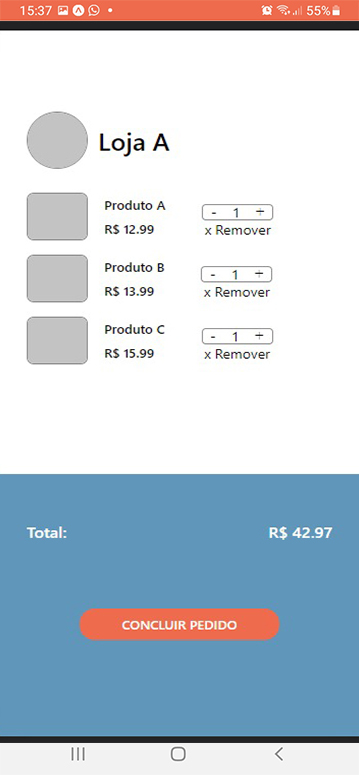 15:37 55%
Loja A
Produto A
R$ 12.99
- 1 +
x Remover
Produto B
R$ 13.99
- 1 +
x Remover
Produto C
R$ 15.99
- 1 +
x Remover
Total: R$ 42.97
CONCLUIR PEDIDO